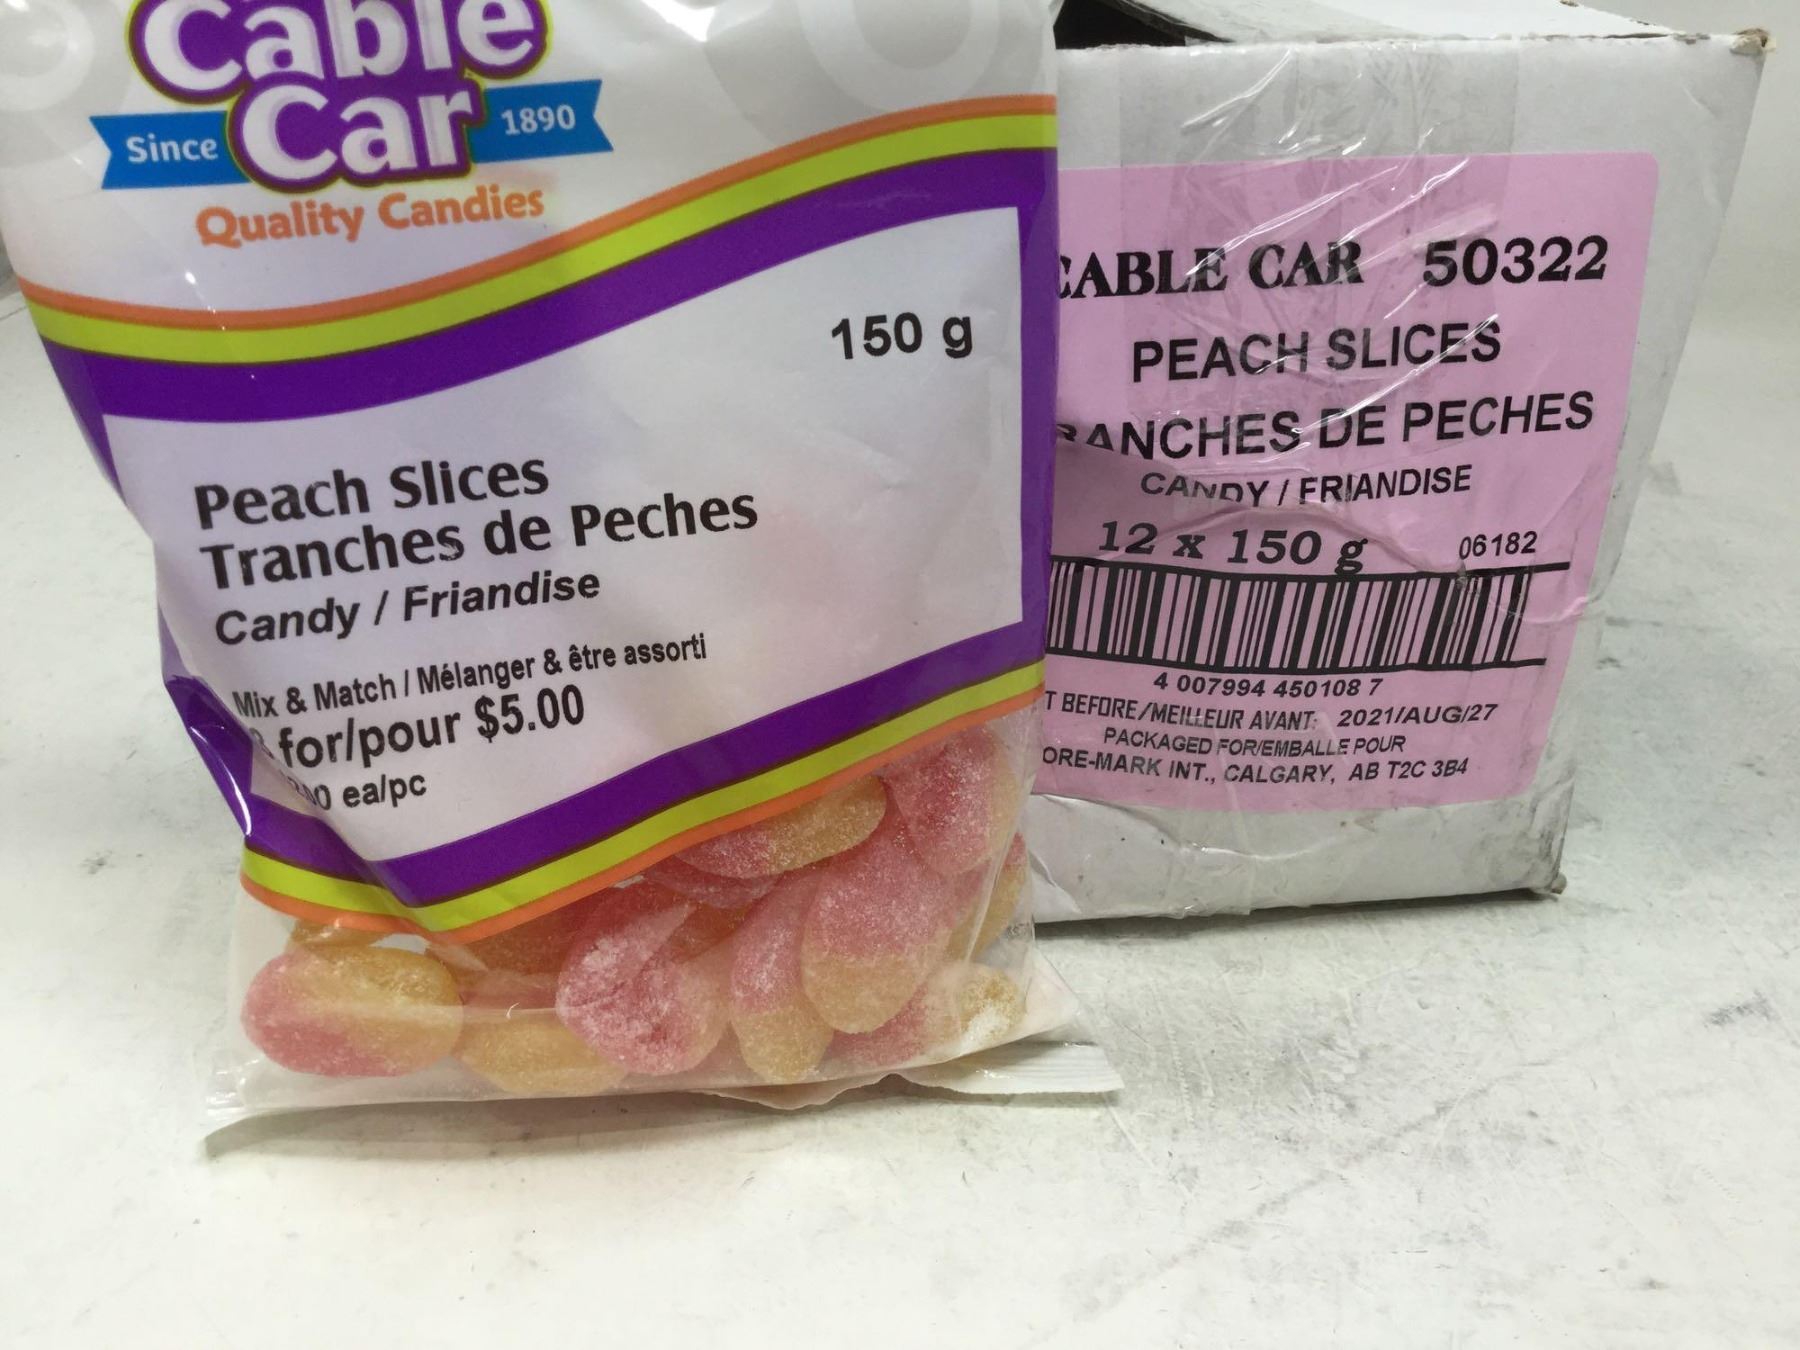 Cable
Car
Since 1890
Quality Candies
150 g
Peach Slices
Tranches de Peches
Candy / Friandise
Mix & Match / Mélanger & être assorti
for/pour $5.00
ea/pc
CABLE CAR 50322
PEACH SLICES
RANCHES DE PECHES
CANDY / FRIANDISE
12 x 150 g 06182
4 007994 450108 7
T BEFORE/MEILLEUR AVANT: 2021/AUG/27
PACKAGED FOR/EMBALLE POUR
ORE-MARK INT., CALGARY, AB T2C 3B4